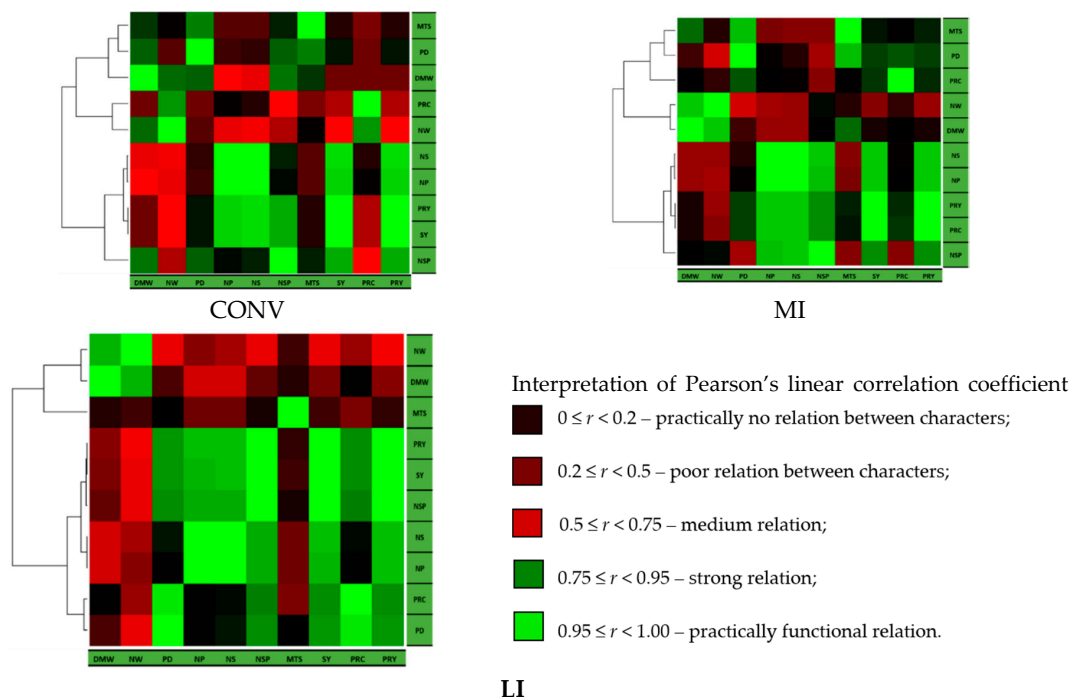 MTS
PD
DMW
PRC
NW
NS
NP
PRY
SY
NSP
DMW NW PD NP NS NSP MTS SY PRC PRY
CONV
MTS
PD
PRC
NW
DMW
NS
NP
PRY
PRC
NSP
DMW NW PD NP NS NSP MTS SY PRC PRY
MI
NW
DMW
MTS
PRY
SY
NSP
NS
NP
PRC
PD
DMW NW PD NP NS NSP MTS SY PRC PRY
LI
Interpretation of Pearson's linear correlation coefficient
0 ≤ r < 0.2 – practically no relation between characters;
0.2 ≤ r < 0.5 – poor relation between characters;
0.5 ≤ r < 0.75 – medium relation;
0.75 ≤ r < 0.95 – strong relation;
0.95 ≤ r < 1.00 – practically functional relation.